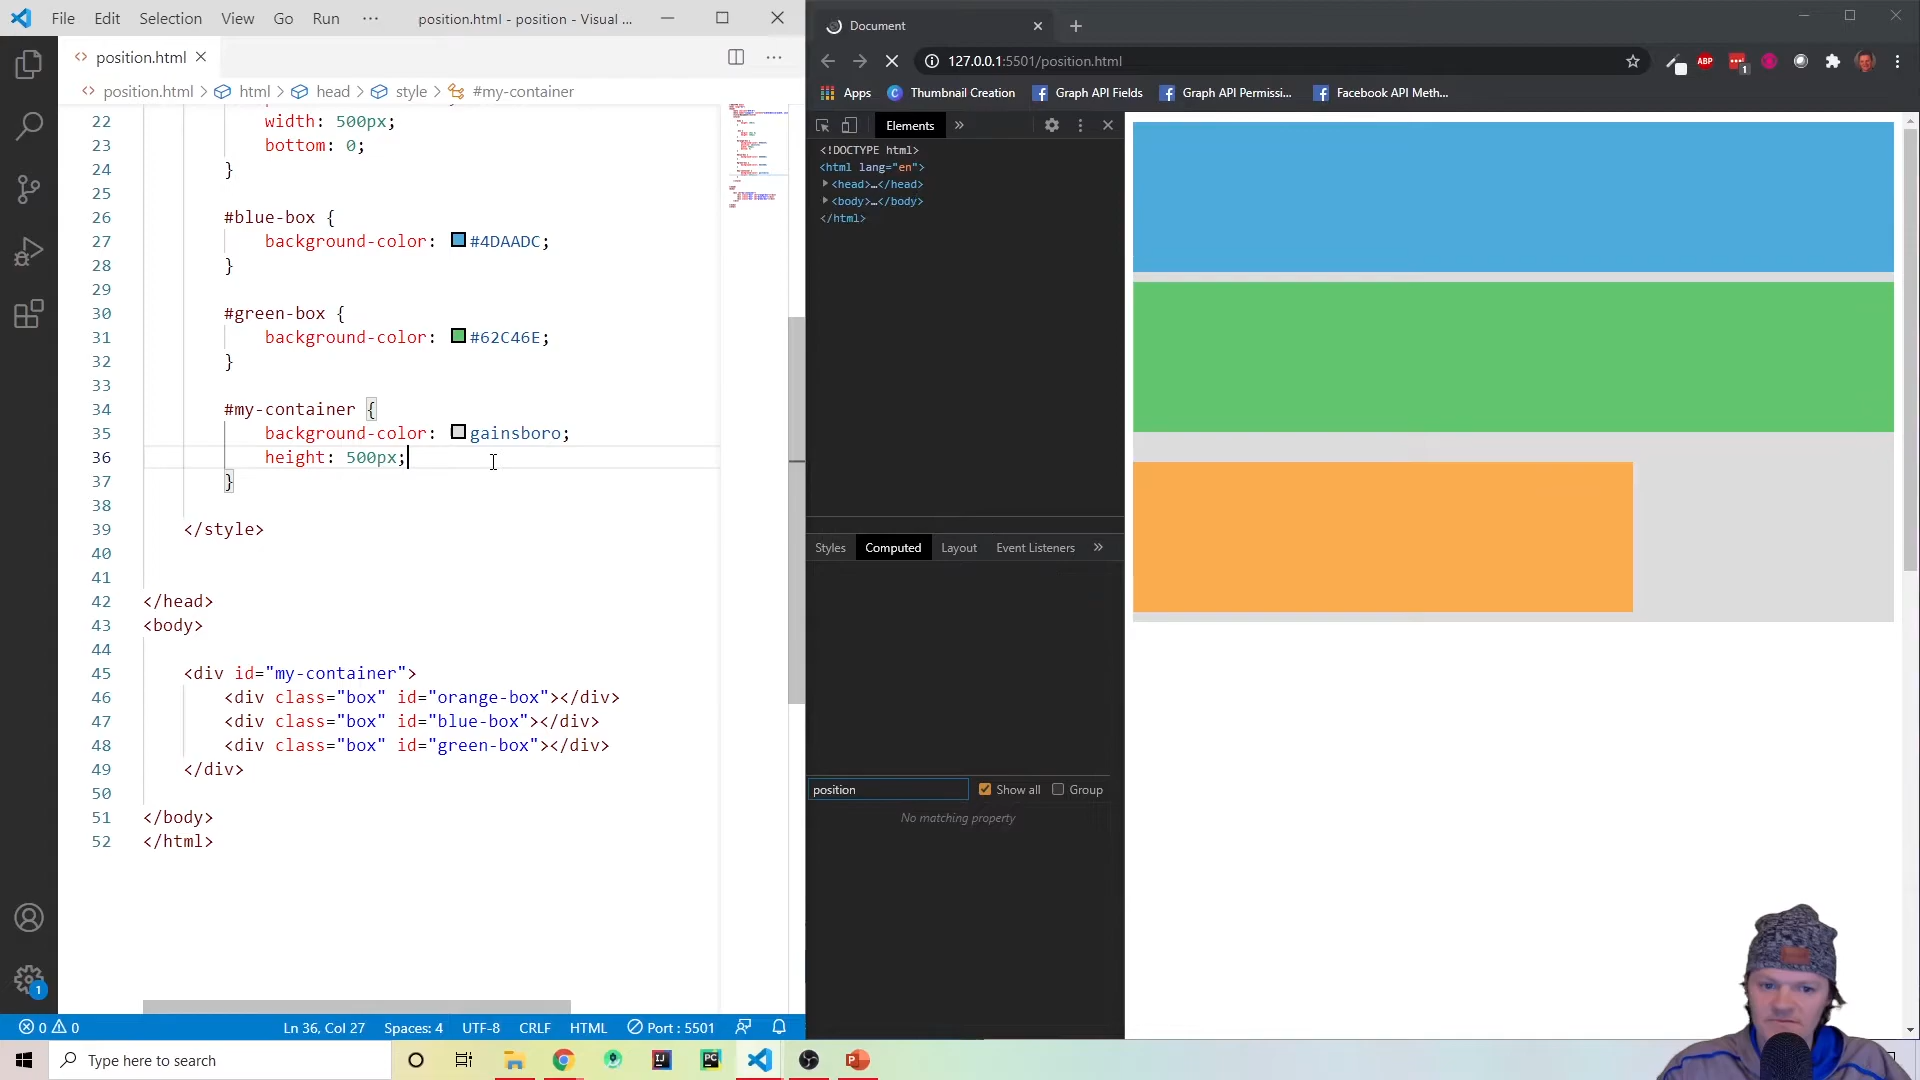 File Edit Selection View Go Run ··· position.html - position - Visual ...
position.html
position.html > html > head > style > #my-container
22 width: 500px;
23 bottom: 0;
24 }
25
26 #blue-box {
27 background-color: #4DAADC;
28 }
29
30 #green-box {
31 background-color: #62C46E;
32 }
33
34 #my-container {
35 background-color: gainsboro;
36 height: 500px;
37 }
38
39 </style>
40
41
42 </head>
43 <body>
44
45 <div id="my-container">
46 <div class="box" id="orange-box"></div>
47 <div class="box" id="blue-box"></div>
48 <div class="box" id="green-box"></div>
49 </div>
50
51 </body>
52 </html>
1
0 0 Ln 36, Col 27 Spaces: 4 UTF-8 CRLF HTML Port : 5501
Document
127.0.0.1:5501/position.html
ABP
1
Apps Thumbnail Creation Graph API Fields Graph API Permissi... Facebook API Meth...
Elements »
<!DOCTYPE html>
<html lang="en">
<head>…</head>
<body>…</body>
</html>
Styles Computed Layout Event Listeners »
position Show all Group
No matching property
Type here to search
IJ
PC
P